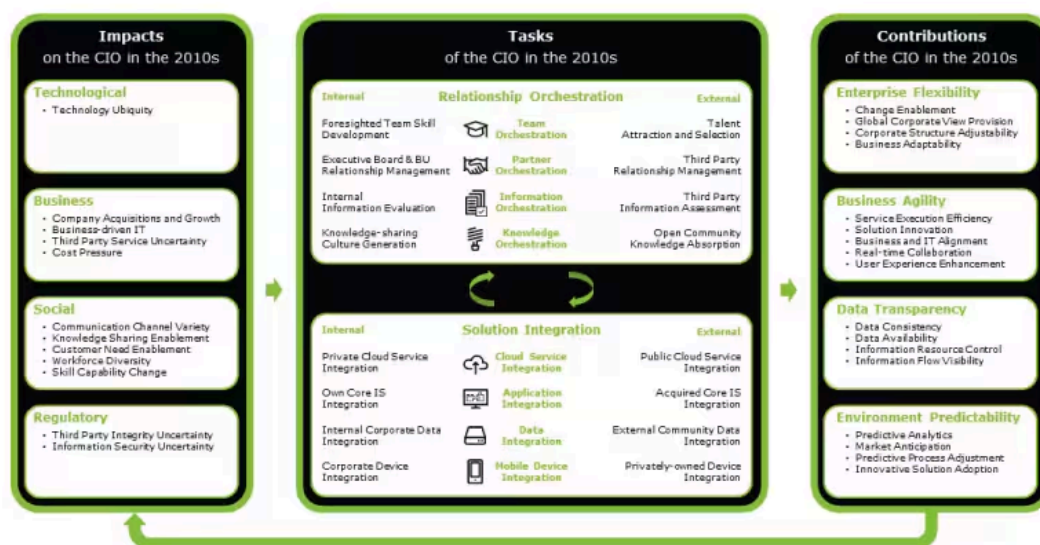 Impacts
on the CIO in the 2010s
Technological
• Technology Ubiquity
Business
• Company Acquisitions and Growth
• Business-driven IT
• Third Party Service Uncertainty
• Cost Pressure
Social
• Communication Channel Variety
• Knowledge Sharing Enablement
• Customer Need Enablement
• Workforce Diversity
• Skill Capability Change
Regulatory
• Third Party Integrity Uncertainty
• Information Security Uncertainty
Tasks
of the CIO in the 2010s
Internal Relationship Orchestration External
Foresighted Team Skill
Development
Team
Orchestration
Talent
Attraction and Selection
Executive Board & BU
Relationship Management
Partner
Orchestration
Third Party
Relationship Management
Internal
Information Evaluation
Information
Orchestration
Third Party
Information Assessment
Knowledge-sharing
Culture Generation
Knowledge
Orchestration
Open Community
Knowledge Absorption
Internal Solution Integration External
Private Cloud Service
Integration
Cloud Service
Integration
Public Cloud Service
Integration
Own Core IS
Integration
Application
Integration
Acquired Core IS
Integration
Internal Corporate Data
Integration
Data
Integration
External Community Data
Integration
Corporate Device
Integration
Mobile Device
Integration
Privately-owned Device
Integration
Contributions
of the CIO in the 2010s
Enterprise Flexibility
• Change Enablement
• Global Corporate View Provision
• Corporate Structure Adjustability
• Business Adaptability
Business Agility
• Service Execution Efficiency
• Solution Innovation
• Business and IT Alignment
• Real-time Collaboration
• User Experience Enhancement
Data Transparency
• Data Consistency
• Data Availability
• Information Resource Control
• Information Flow Visibility
Environment Predictability
• Predictive Analytics
• Market Anticipation
• Predictive Process Adjustment
• Innovative Solution Adoption